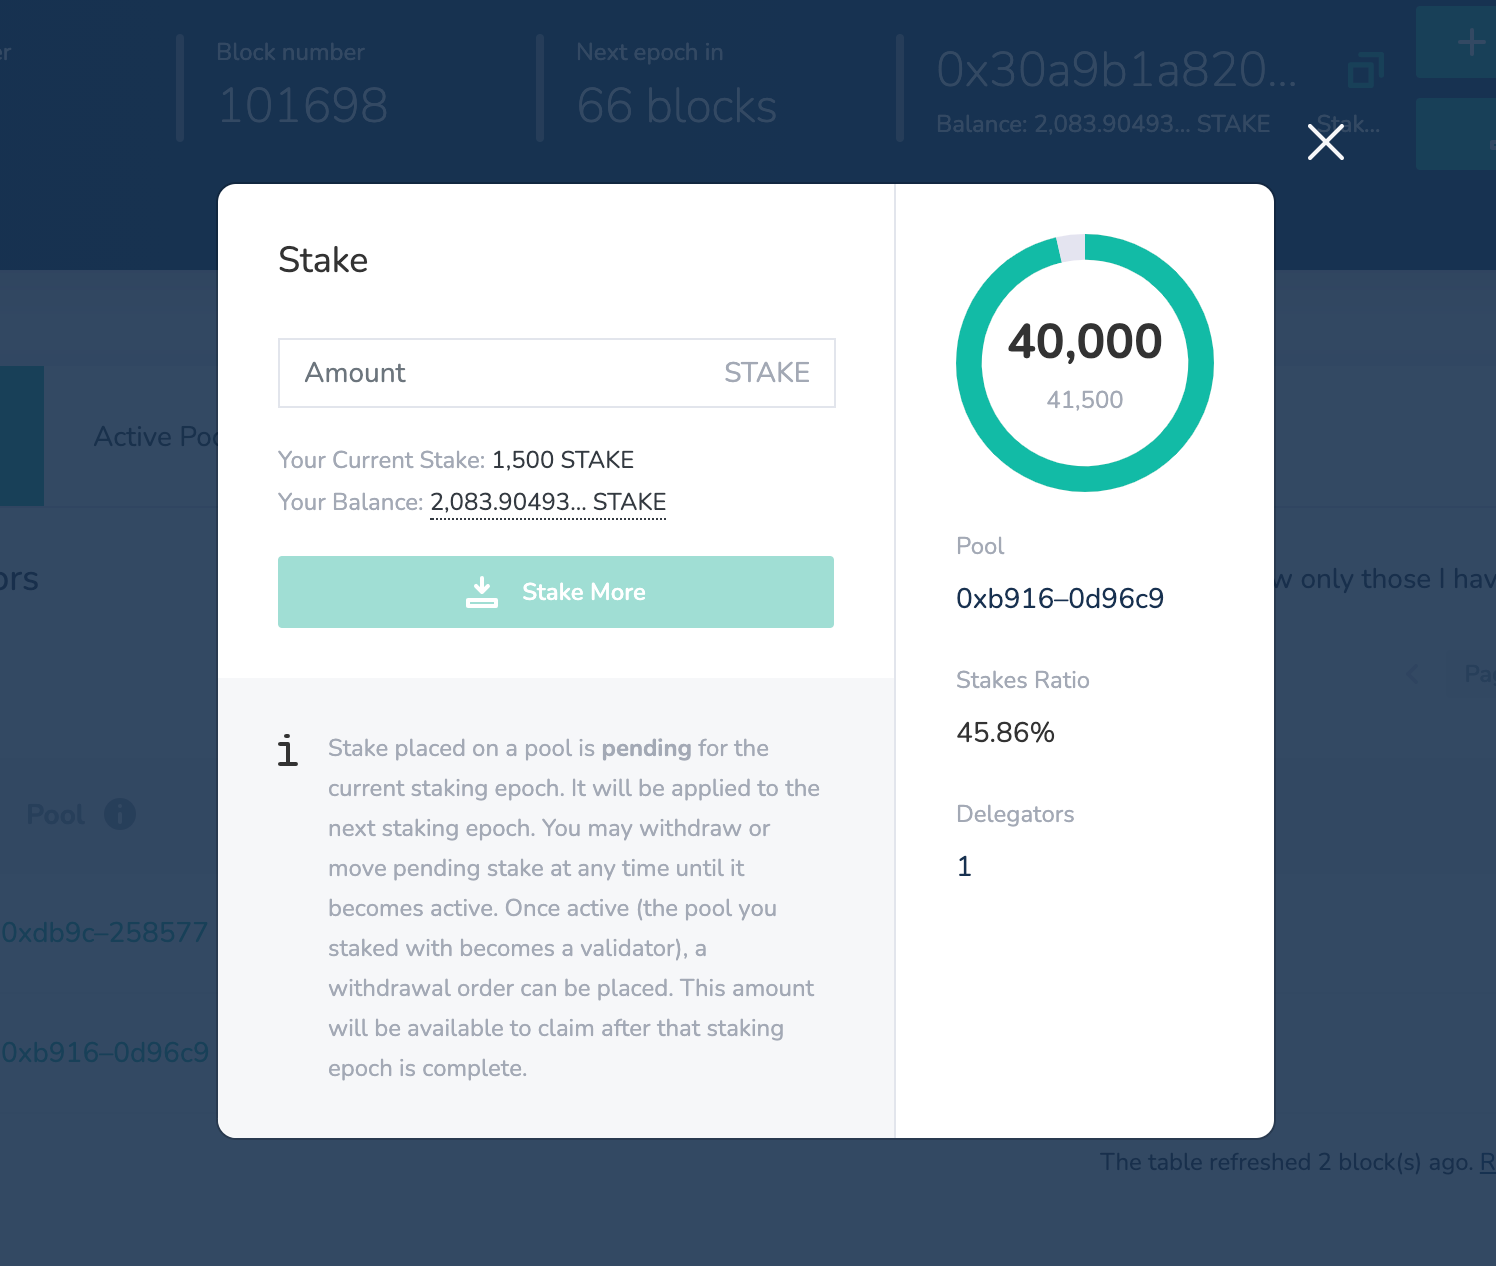 er
Block number
101698
Next epoch in
66 blocks
0x30a9b1a820...
Balance: 2,083.90493... STAKE
Stak...
Stake
Amount
STAKE
Your Current Stake: 1,500 STAKE
Your Balance: 2,083.90493... STAKE
Stake More
i
Stake placed on a pool is pending for the
current staking epoch. It will be applied to the
next staking epoch. You may withdraw or
move pending stake at any time until it
becomes active. Once active (the pool you
staked with becomes a validator), a
withdrawal order can be placed. This amount
will be available to claim after that staking
epoch is complete.
40,000
41,500
Pool
0xb916–0d96c9
Stakes Ratio
45.86%
Delegators
1
Active Poo
ors
w only those I hav
Pag
Pool
i
0xdb9c–258577
0xb916–0d96c9
The table refreshed 2 block(s) ago. R